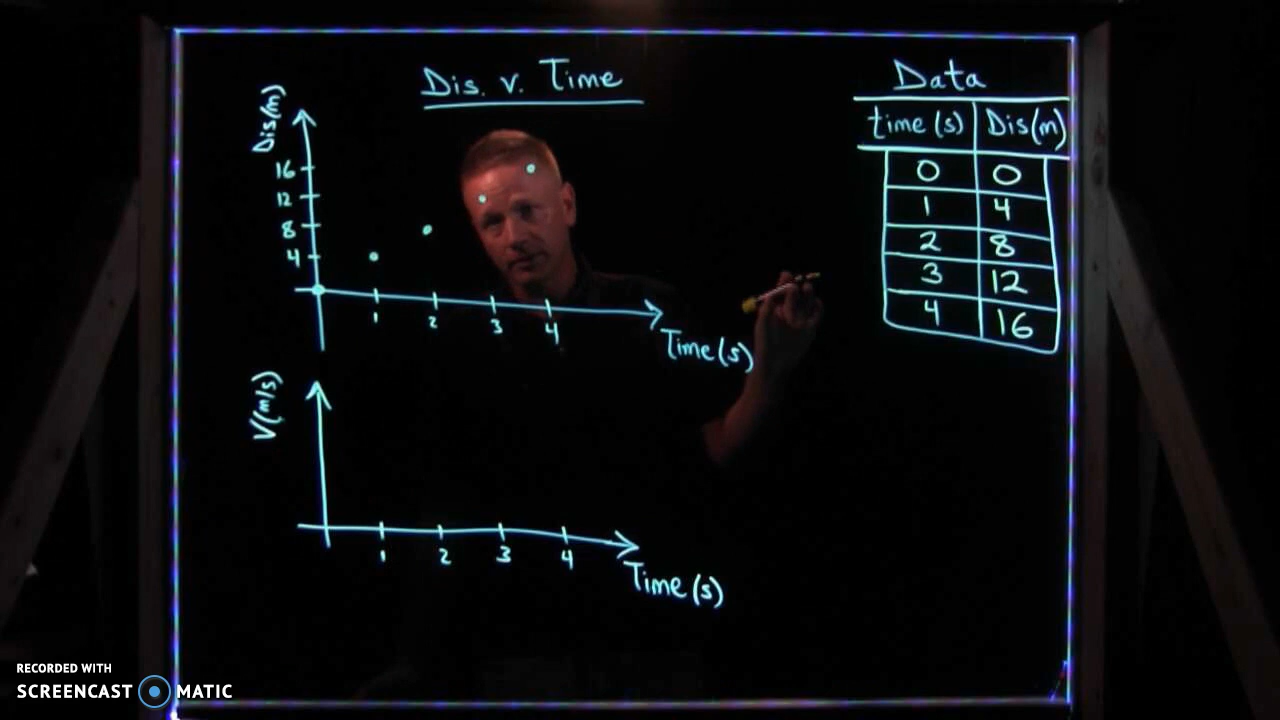 Dis. v. Time
Dis(m)
16
12
8
4
1 2 3 4
Time(s)
V(m/s)
1 2 3 4
Time(s)
Data
time(s) Dis(m)
0 0
1 4
2 8
3 12
4 16
RECORDED WITH
SCREENCAST MATIC